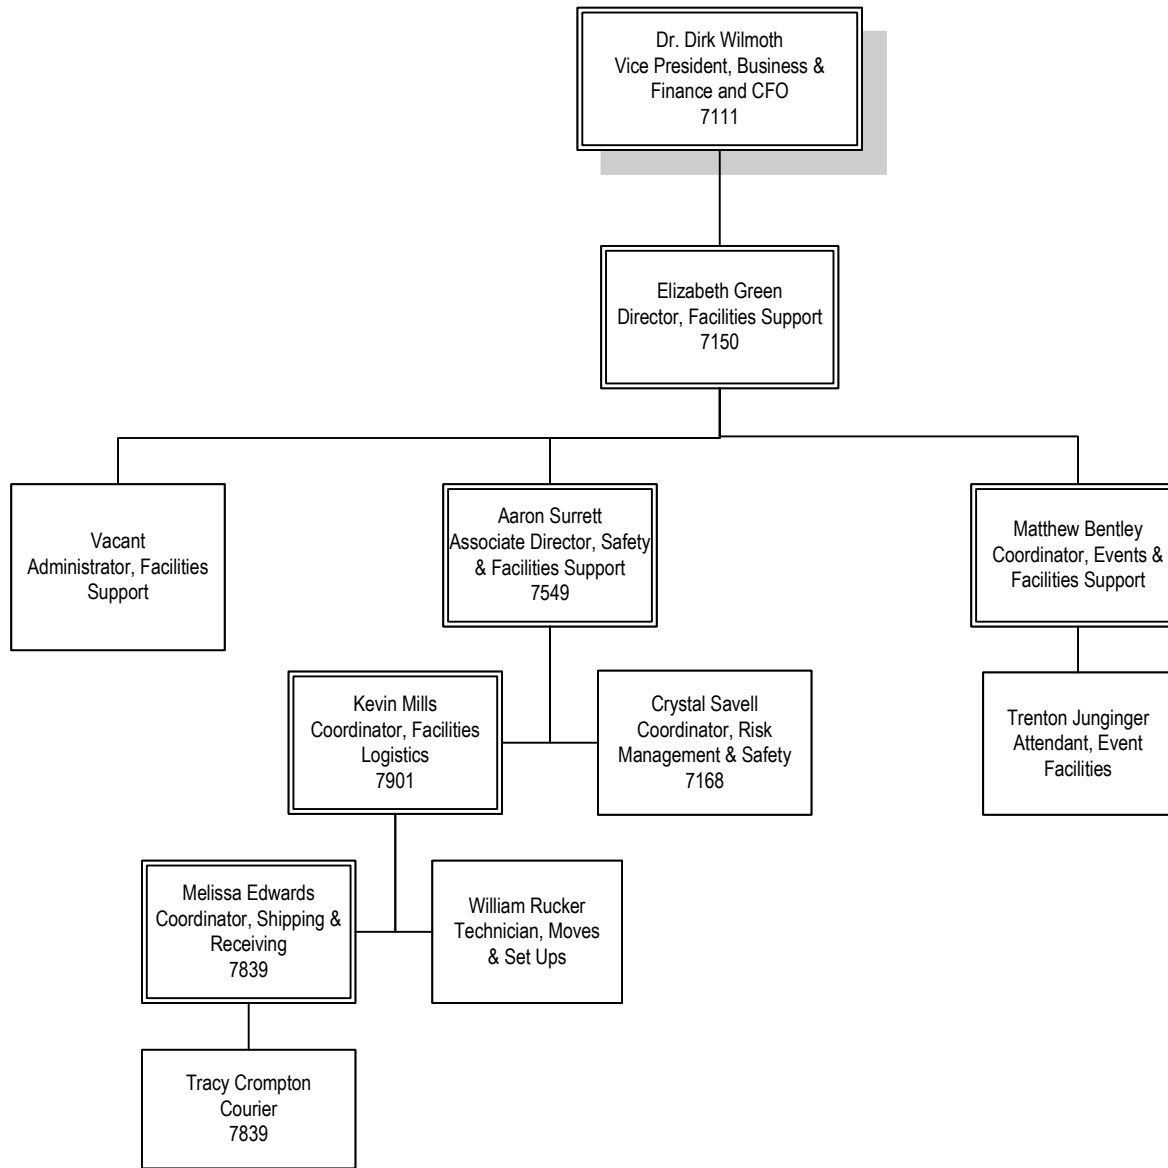 Dr. Dirk Wilmoth
Vice President, Business &
Finance and CFO
7111
Elizabeth Green
Director, Facilities Support
7150
Vacant
Administrator, Facilities
Support
Aaron Surrett
Associate Director, Safety
& Facilities Support
7549
Matthew Bentley
Coordinator, Events &
Facilities Support
Kevin Mills
Coordinator, Facilities
Logistics
7901
Crystal Savell
Coordinator, Risk
Management & Safety
7168
Trenton Junginger
Attendant, Event
Facilities
Melissa Edwards
Coordinator, Shipping &
Receiving
7839
William Rucker
Technician, Moves
& Set Ups
Tracy Crompton
Courier
7839